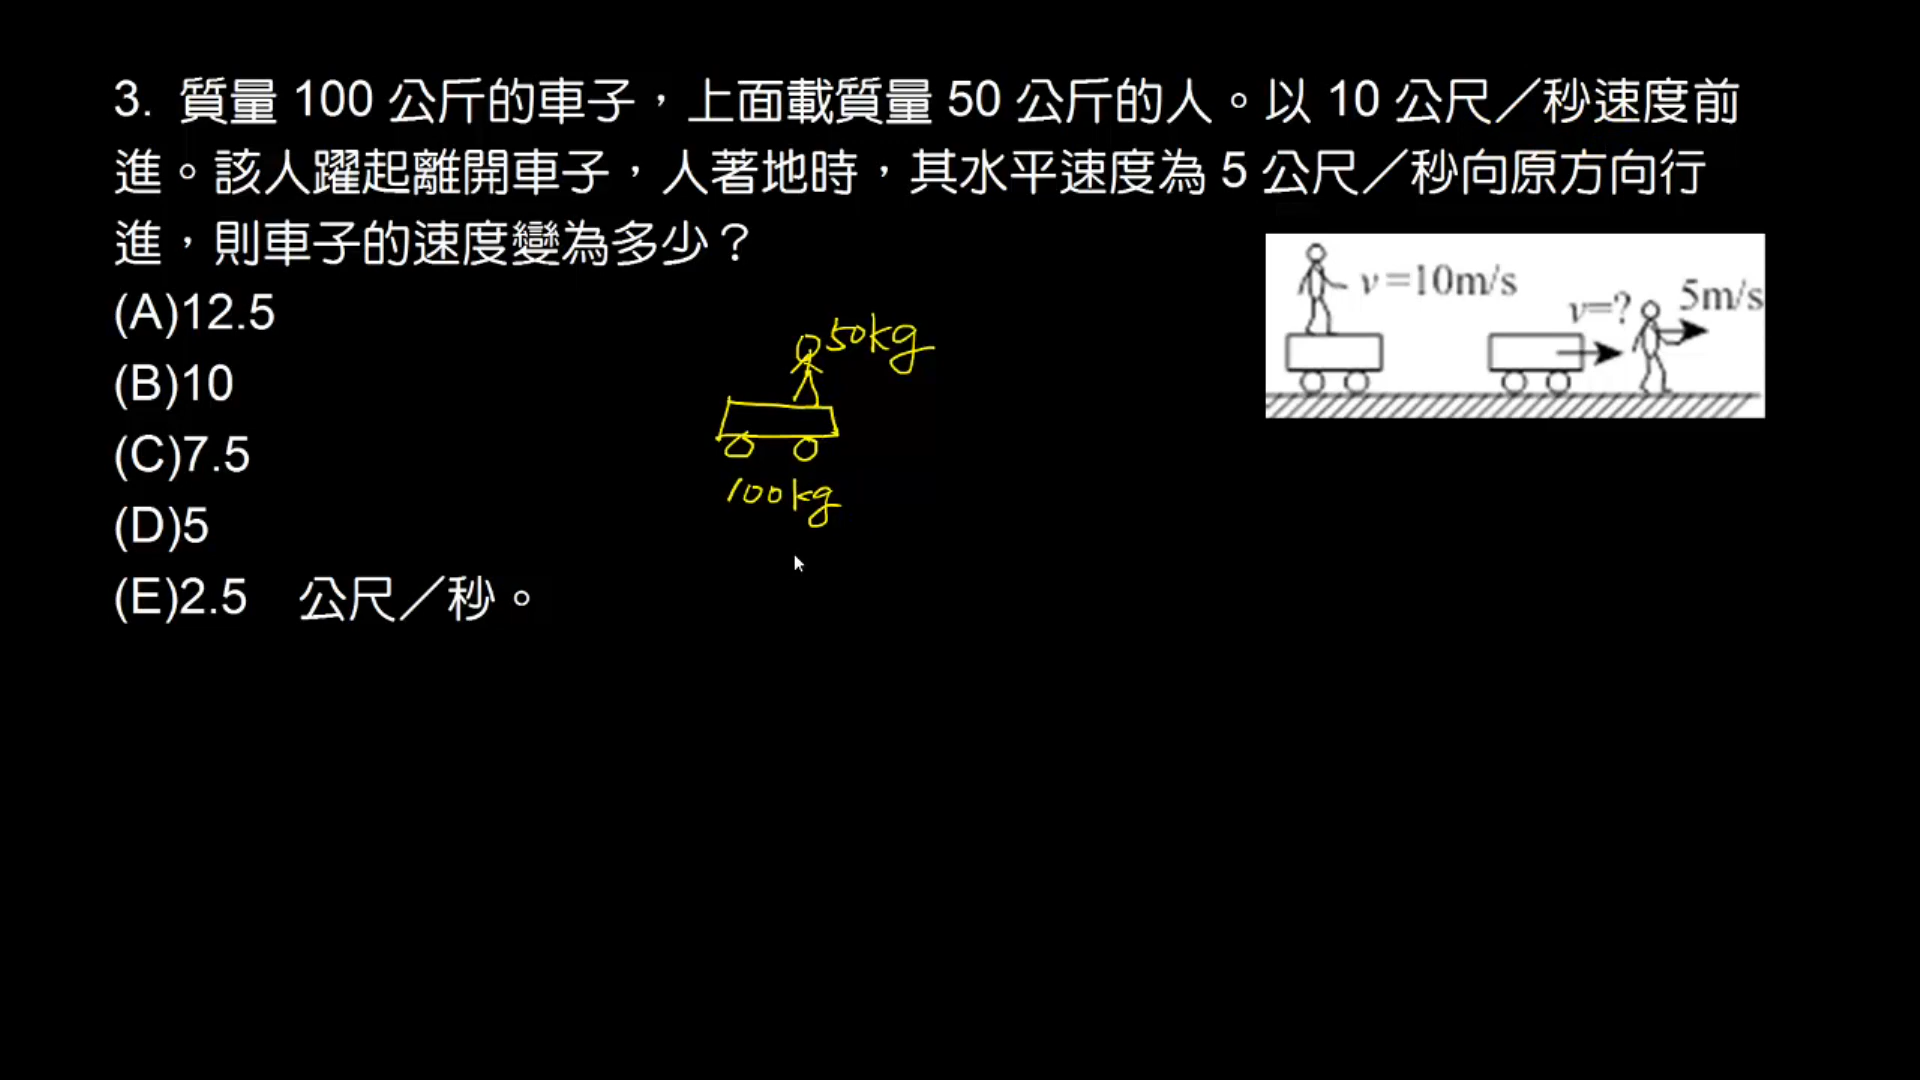 3. 質量 100 公斤的車子，上面載質量 50 公斤的人。以 10 公尺／秒速度前
進。該人躍起離開車子，人著地時，其水平速度為 5 公尺／秒向原方向行
進，則車子的速度變為多少？
(A)12.5
(B)10
(C)7.5
(D)5
(E)2.5 公尺／秒。
50kg
100kg
v=10m/s
v=?
5m/s